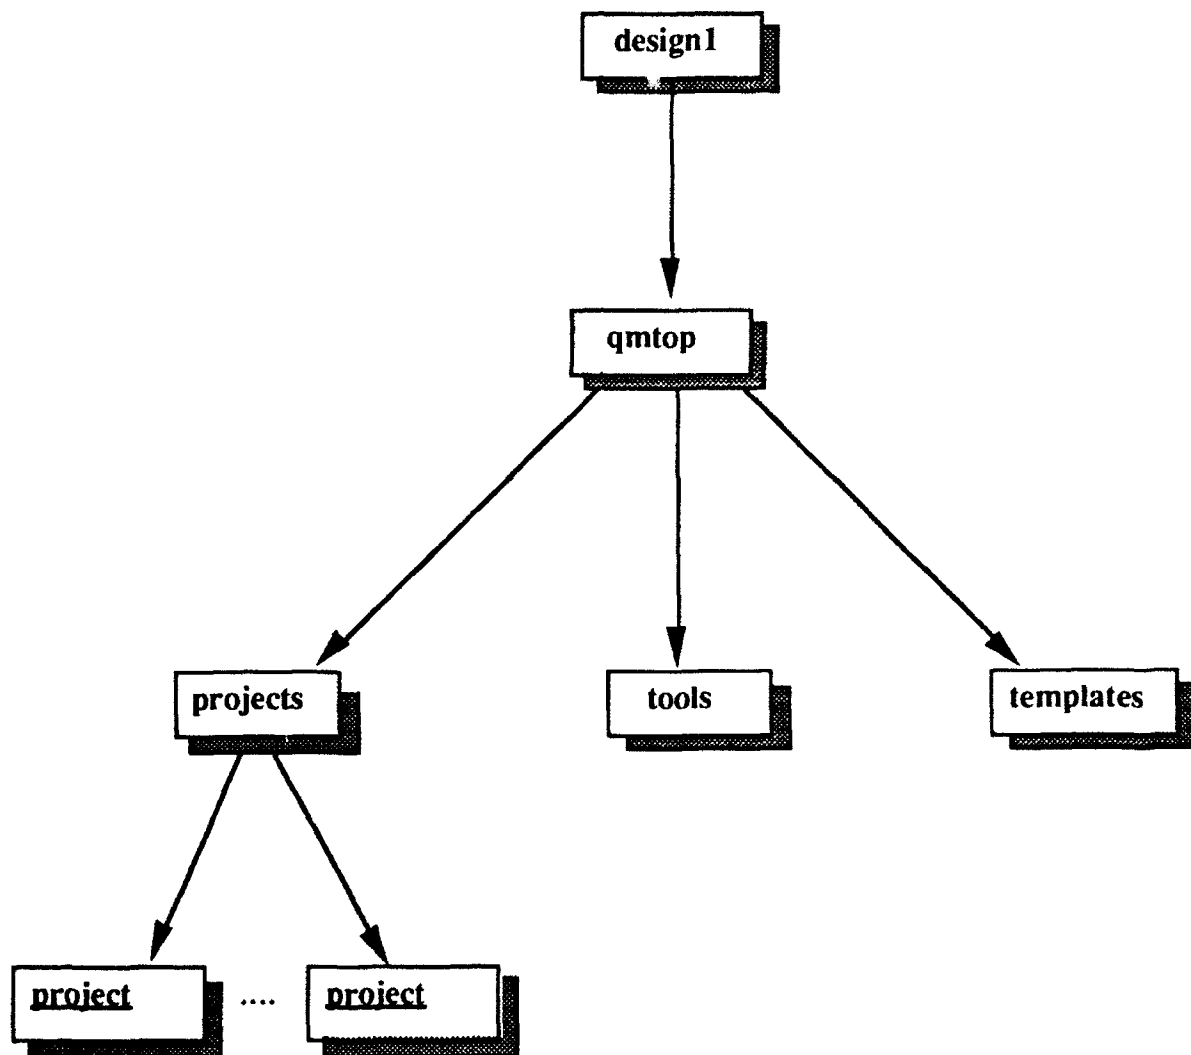 design1
qmtop
projects
tools
templates
project .... project